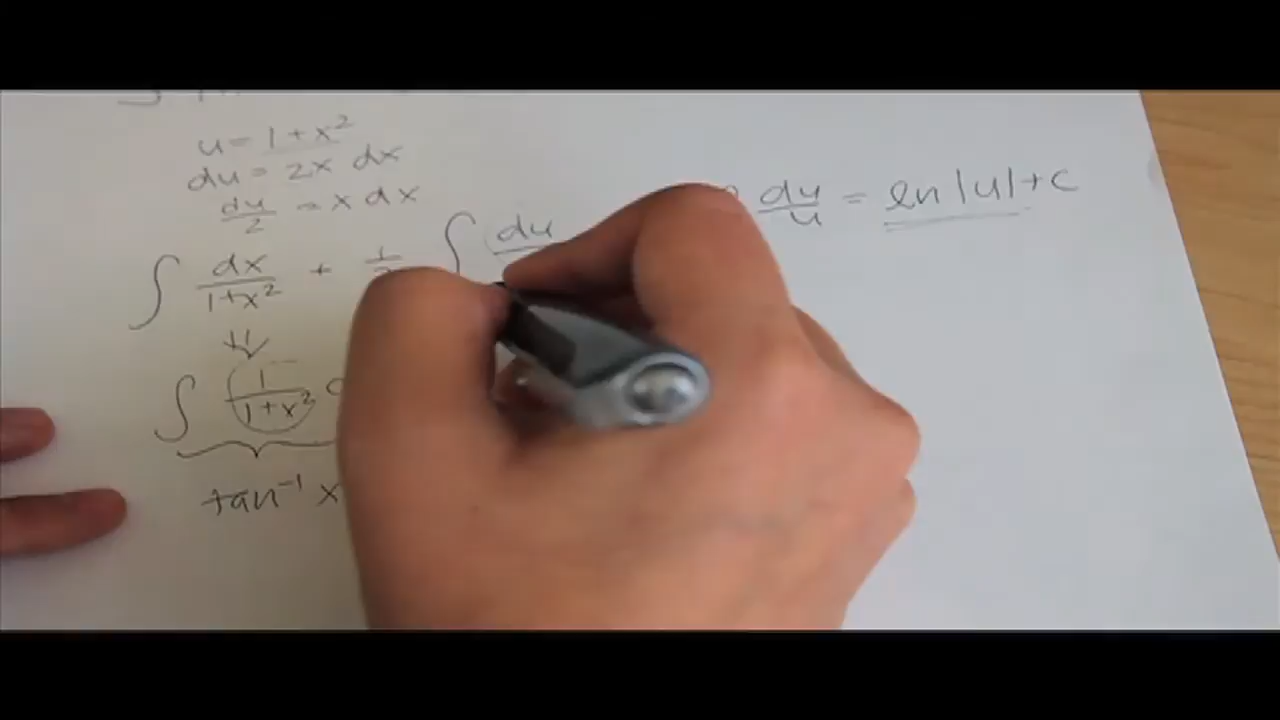 u = 1 + x²
du = 2x dx
du/2 = x dx
∫ dx/(1+x²) + ∫ du
du/u = ln |u| + c
∫ 1/(1+x²)
tan⁻¹ x